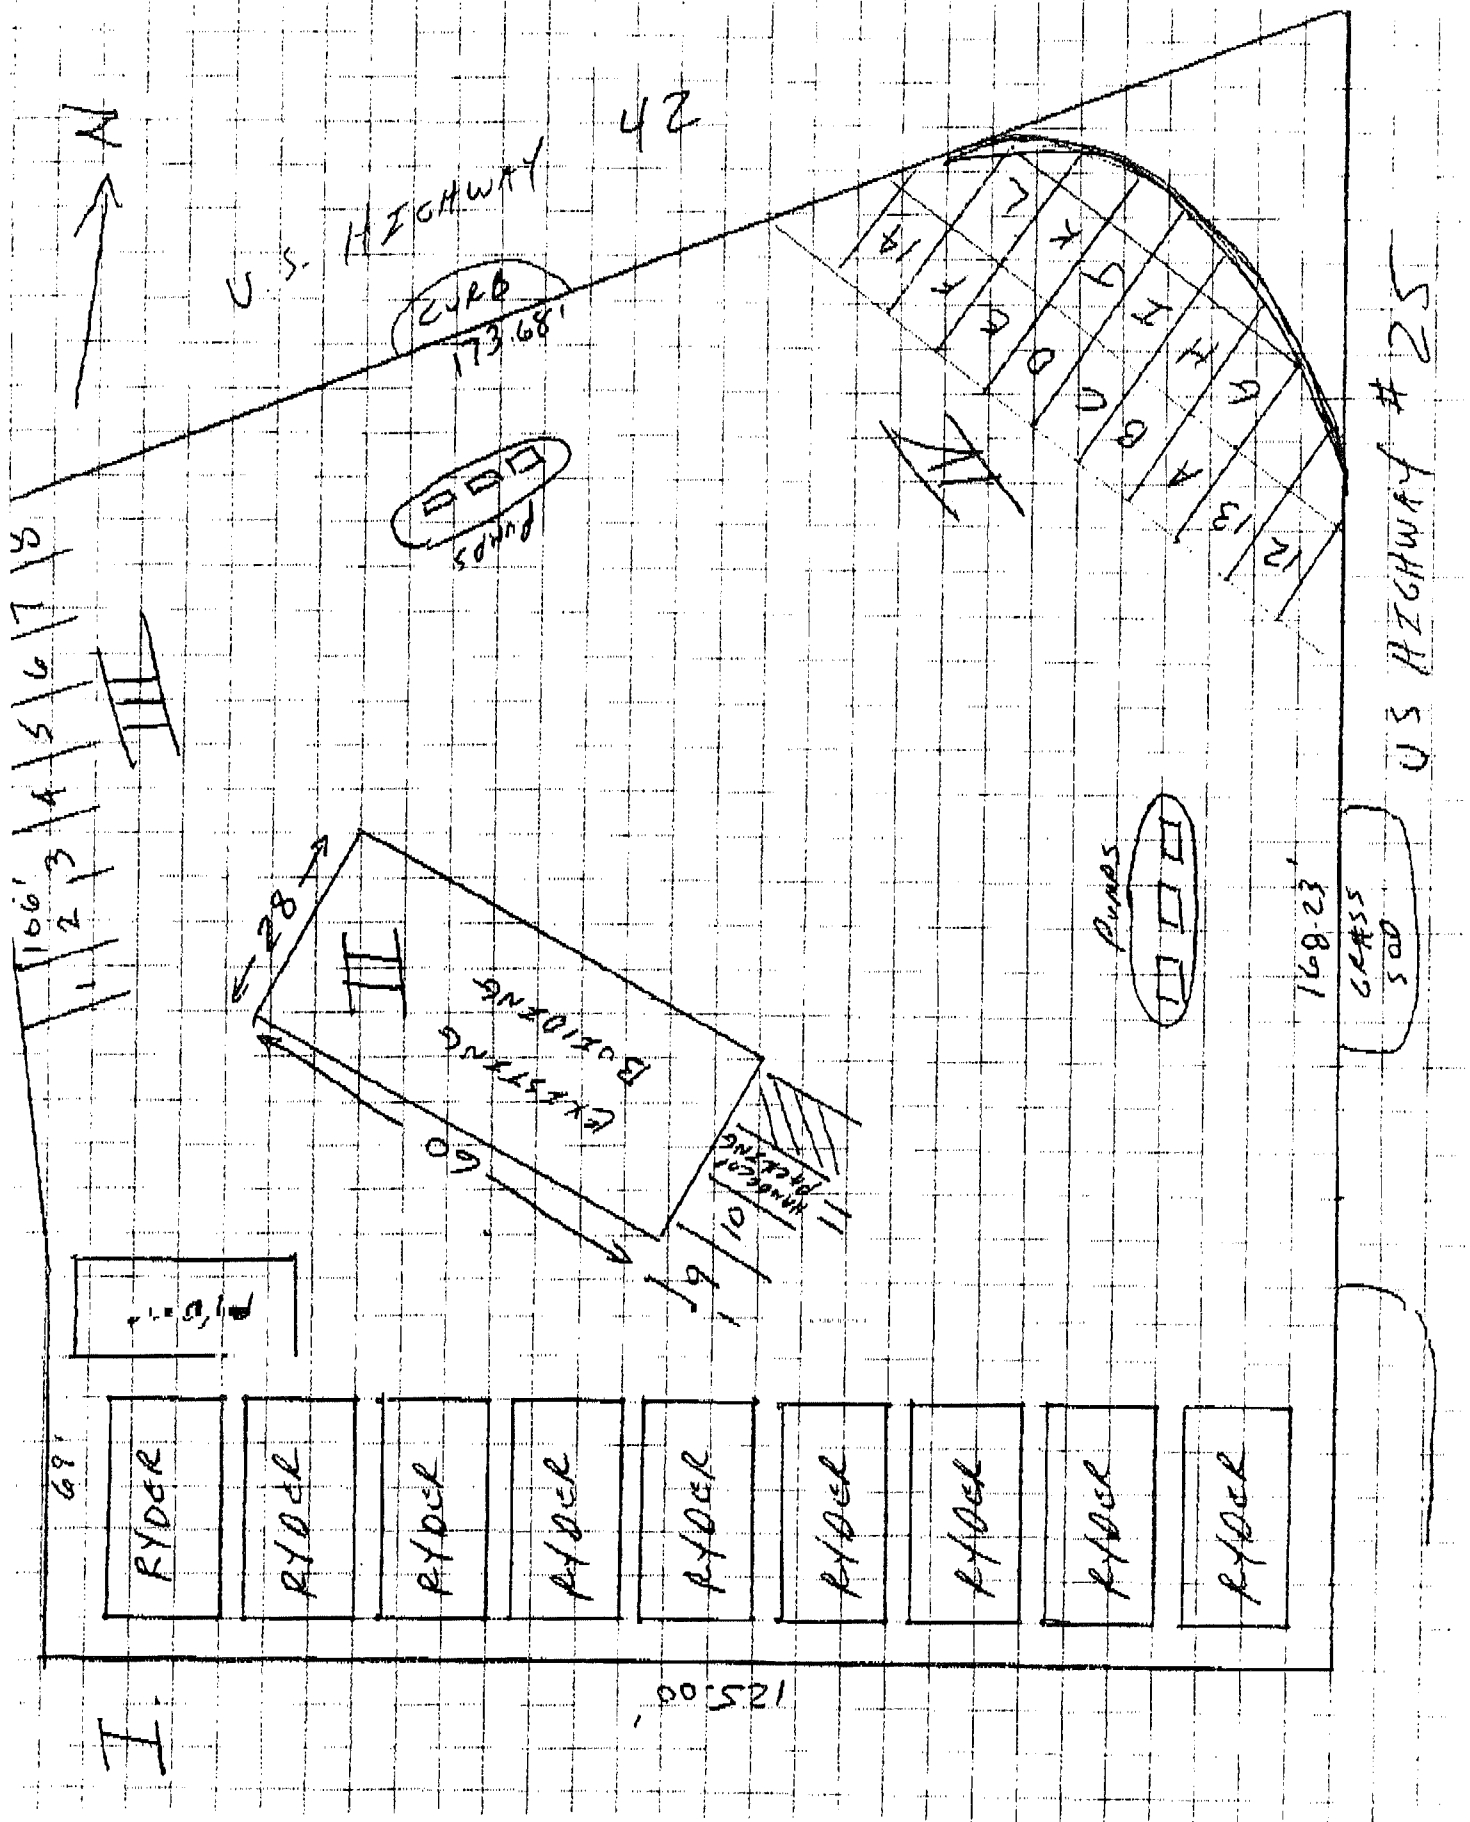 N
U.S. HIGHWAY 42
CURB
173.68'
PUMPS
8
7
6
5
4
3
2
1
106'
III
IV
14
L
K
J
I
H
G
F
E
D
C
B
A
13
12
US HIGHWAY # 25
28
II
EXISTING
BUILDING
60
HANDICAP
PARKING
9
10
11
PUMPS
168.23'
GRASS
SOD
69'
RYDER
RYDER
RYDER
RYDER
RYDER
RYDER
RYDER
RYDER
RYDER
125.00'
I.